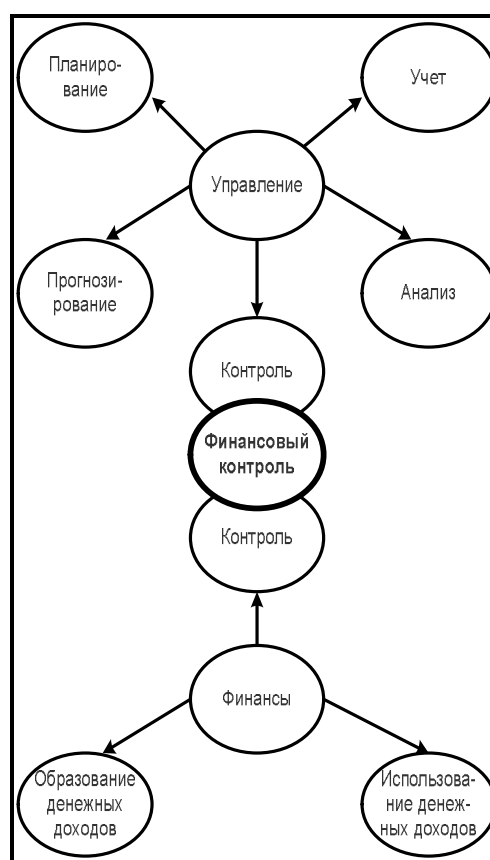 Планиро-
вание
Учет
Управление
Прогнози-
рование
Анализ
Контроль
Финансовый
контроль
Контроль
Финансы
Образование
денежных
доходов
Использова-
ние денеж-
ных доходов